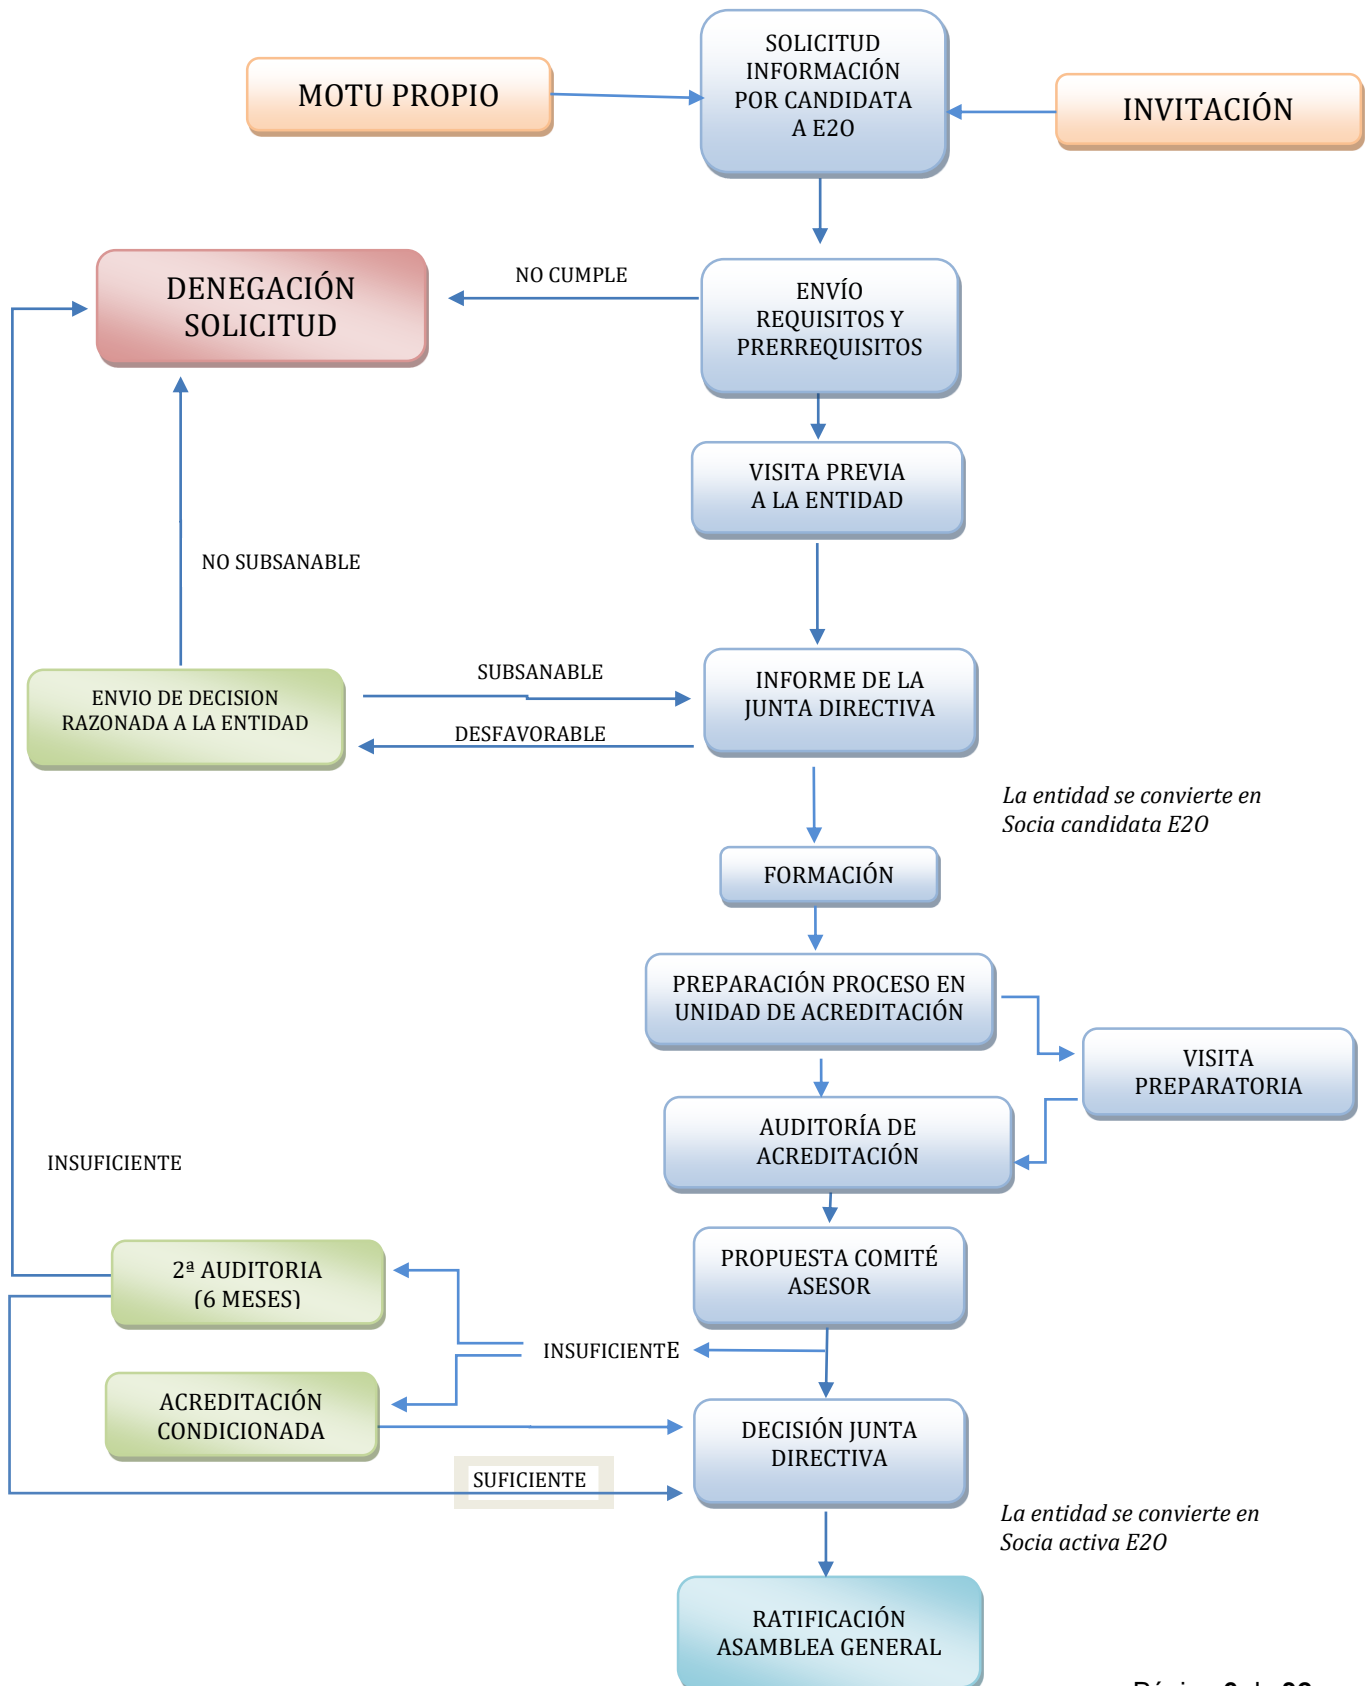 SOLICITUD
INFORMACIÓN
POR CANDIDATA
A E2O
MOTU PROPIO
INVITACIÓN
DENEGACIÓN
SOLICITUD
NO CUMPLE
ENVÍO
REQUISITOS Y
PRERREQUISITOS
VISITA PREVIA
A LA ENTIDAD
NO SUBSANABLE
ENVIO DE DECISION
RAZONADA A LA ENTIDAD
SUBSANABLE
DESFAVORABLE
INFORME DE LA
JUNTA DIRECTIVA
La entidad se convierte en
Socia candidata E2O
FORMACIÓN
PREPARACIÓN PROCESO EN
UNIDAD DE ACREDITACIÓN
VISITA
PREPARATORIA
AUDITORÍA DE
ACREDITACIÓN
INSUFICIENTE
PROPUESTA COMITÉ
ASESOR
2ª AUDITORIA
(6 MESES)
INSUFICIENTE
ACREDITACIÓN
CONDICIONADA
DECISIÓN JUNTA
DIRECTIVA
SUFICIENTE
La entidad se convierte en
Socia activa E2O
RATIFICACIÓN
ASAMBLEA GENERAL